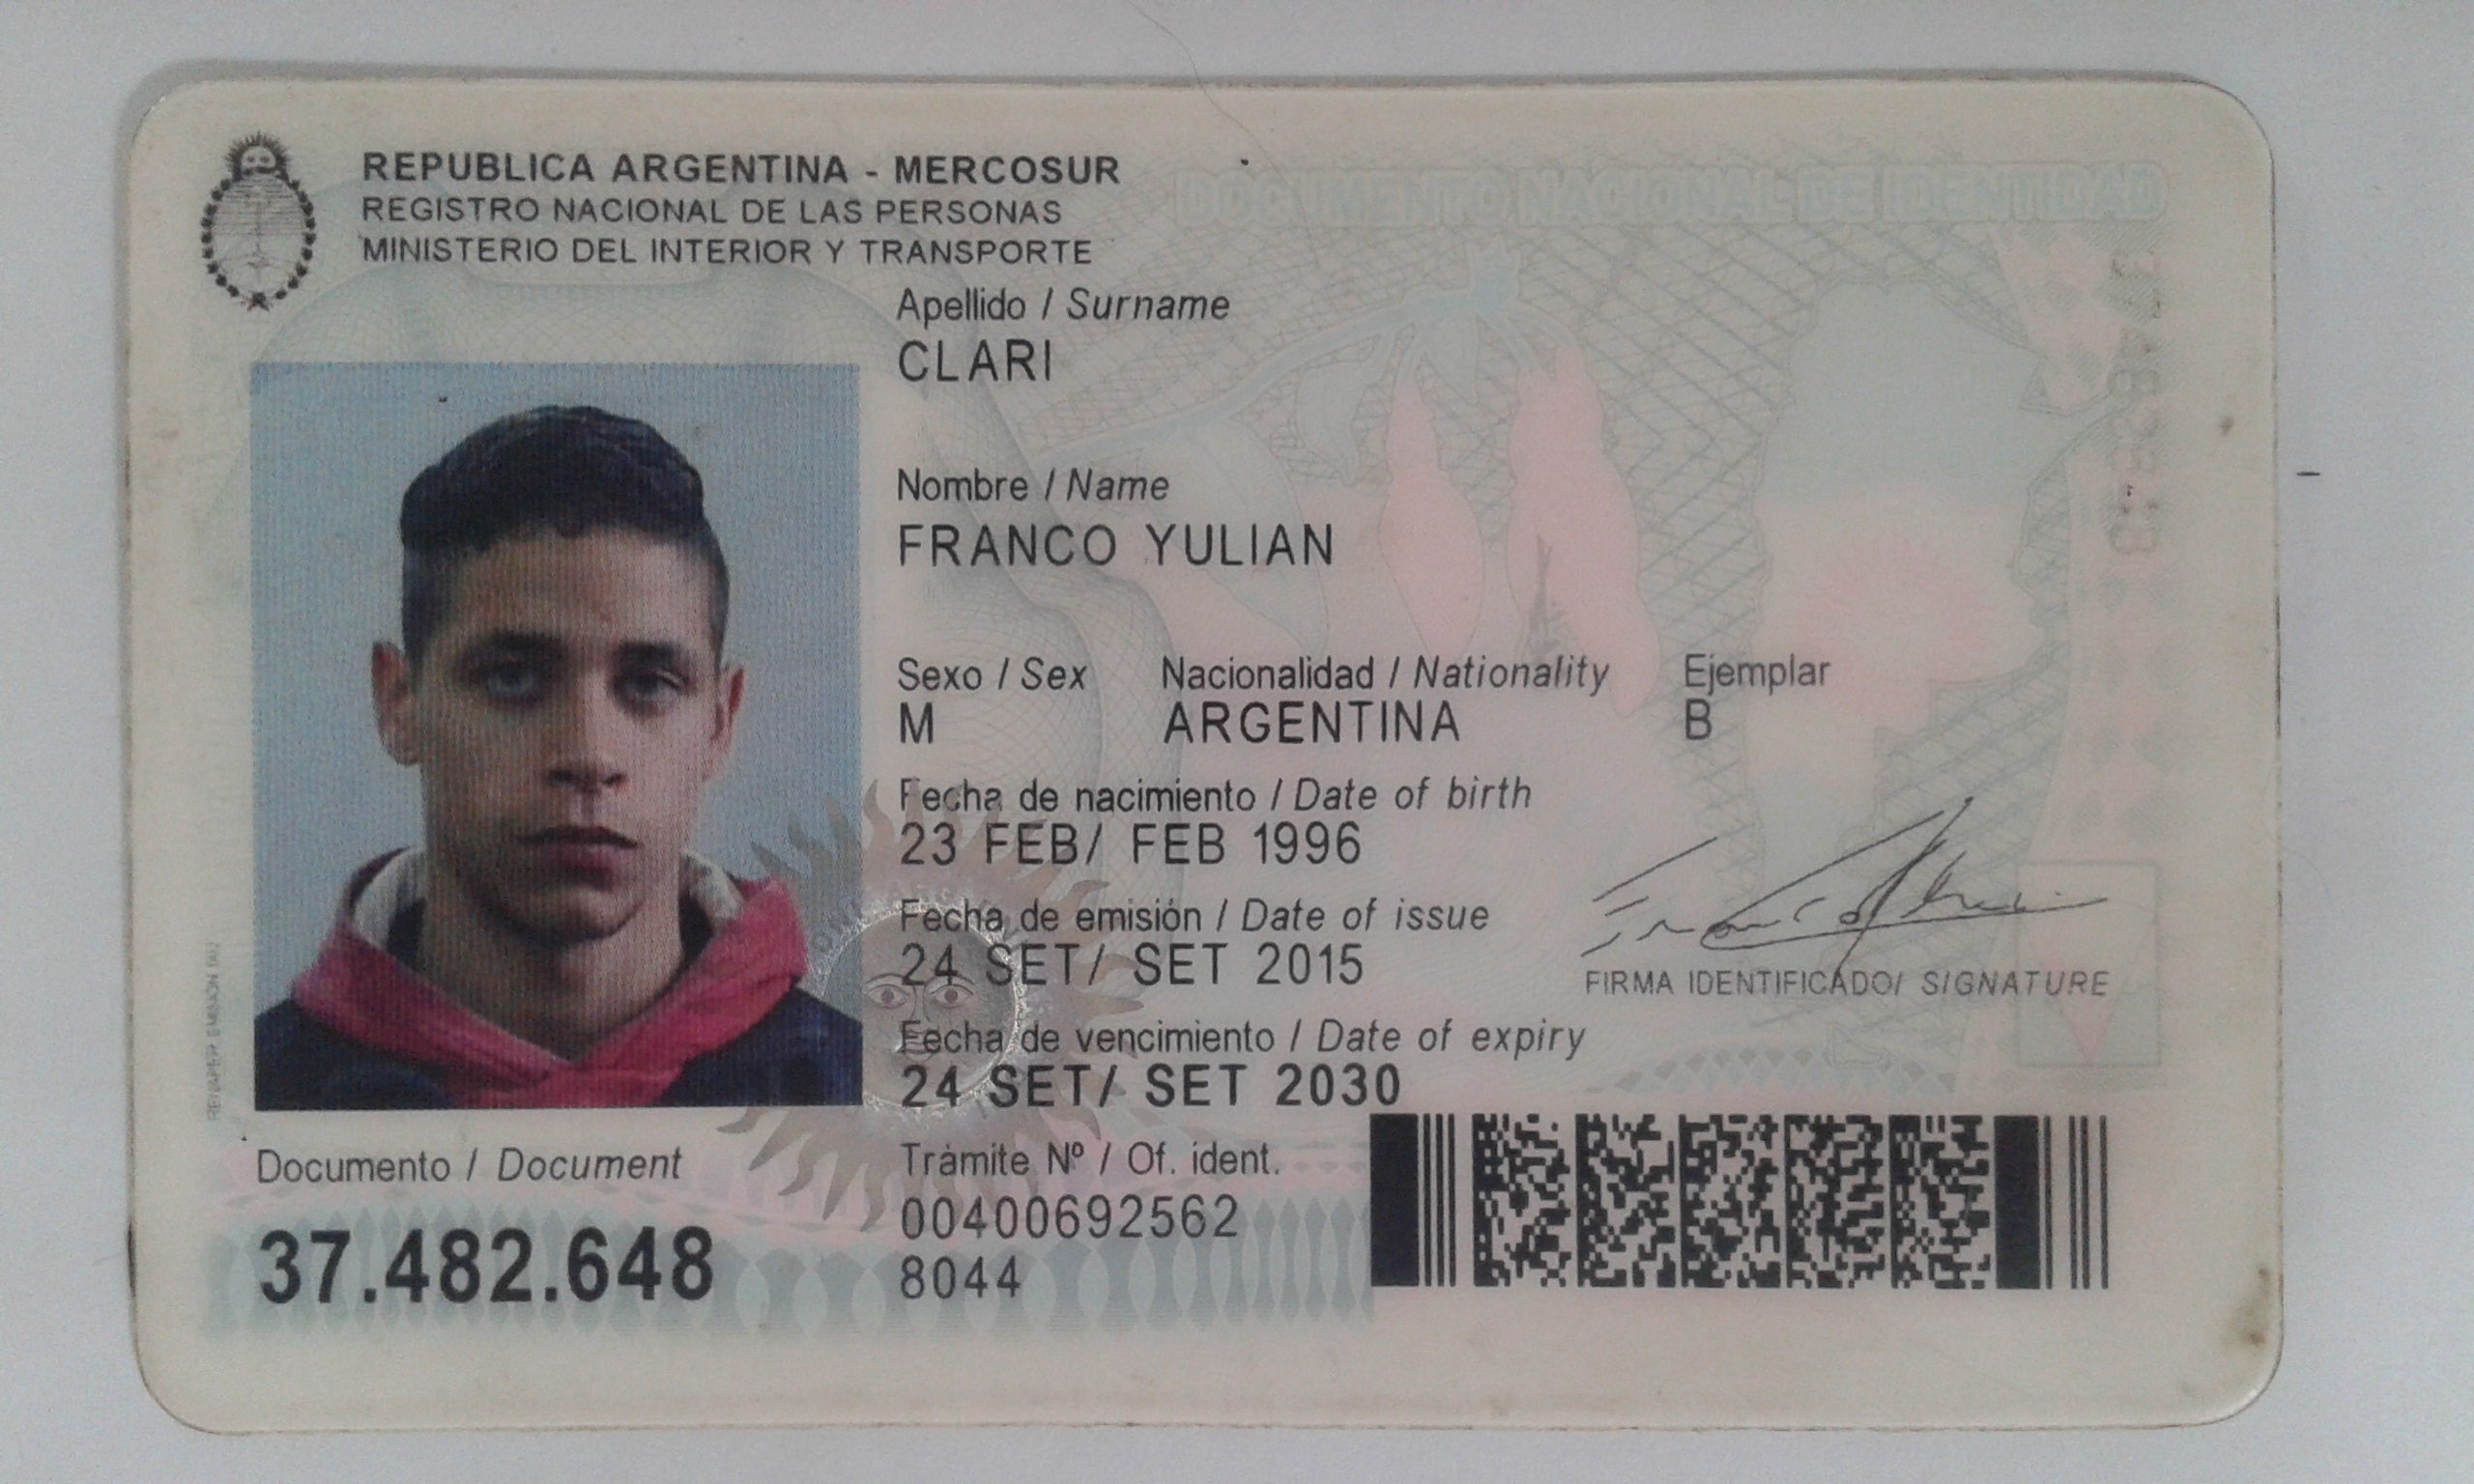 REPUBLICA ARGENTINA - MERCOSUR
REGISTRO NACIONAL DE LAS PERSONAS
MINISTERIO DEL INTERIOR Y TRANSPORTE
DOCUMENTO NACIONAL DE IDENTIDAD
Apellido / Surname
CLARI
Nombre / Name
FRANCO YULIAN
Sexo / Sex Nacionalidad / Nationality Ejemplar
M ARGENTINA B
Fecha de nacimiento / Date of birth
23 FEB/ FEB 1996
Fecha de emisión / Date of issue
24 SET/ SET 2015
FIRMA IDENTIFICADO/ SIGNATURE
Fecha de vencimiento / Date of expiry
24 SET/ SET 2030
Documento / Document
37.482.648
Trámite Nº / Of. ident.
00400692562
8044